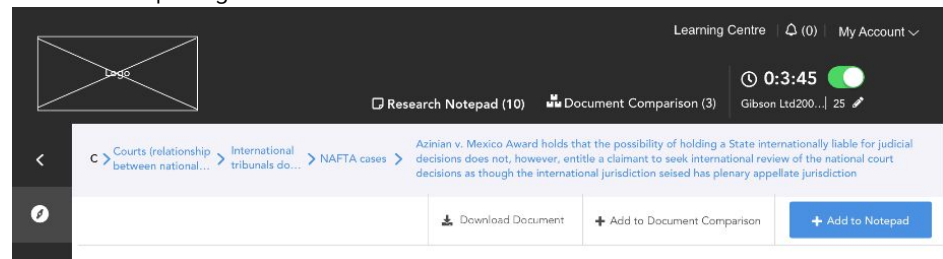 Learning Centre (0) My Account
Logo
0:3:45
Research Notepad (10) Document Comparison (3) Gibson Ltd200...| 25
C > Courts (relationship between national... > International tribunals do... > NAFTA cases >
Azinian v. Mexico Award holds that the possibility of holding a State internationally liable for judicial
decisions does not, however, entitle a claimant to seek international review of the national court
decisions as though the international jurisdiction seised has plenary appellate jurisdiction
Download Document + Add to Document Comparison + Add to Notepad